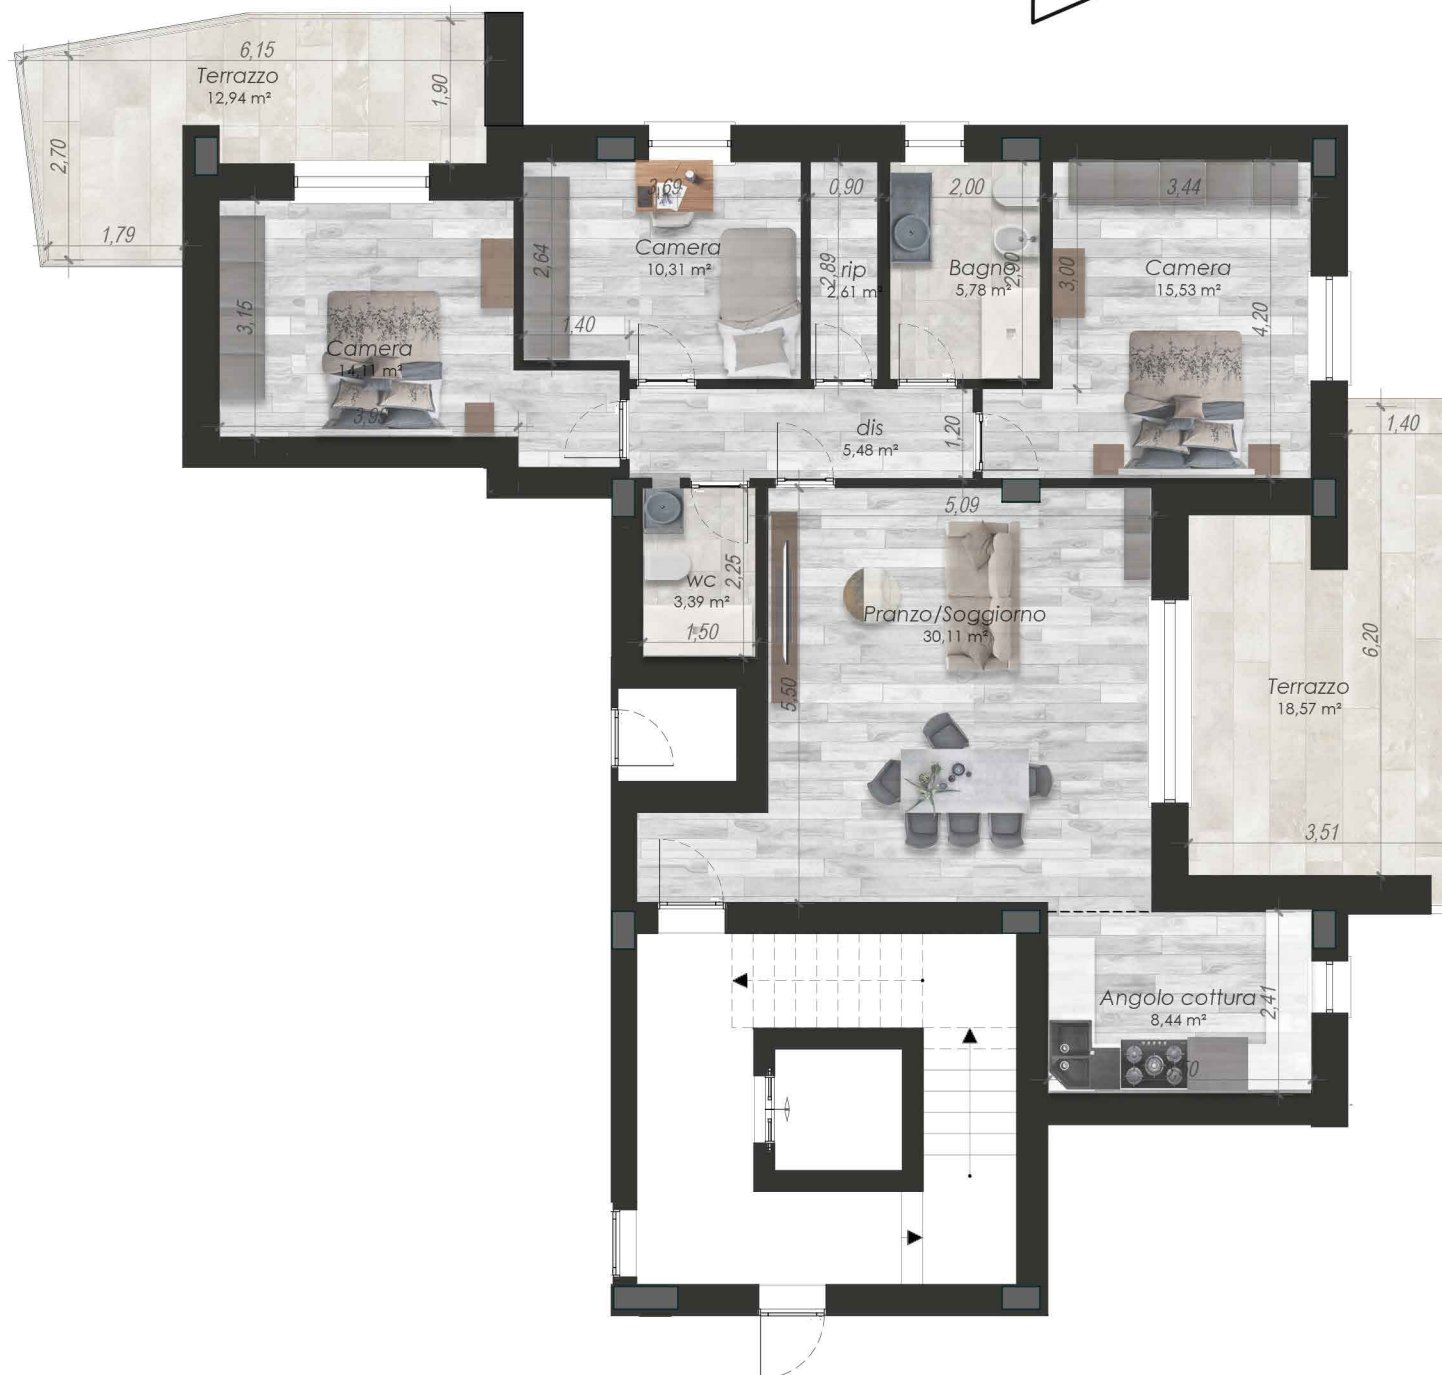 6,15
Terrazzo
12,94 m²
1,90
2,70
1,79
3,69
0,90
2,00
3,44
2,64
Camera
10,31 m²
2,89
rip
2,61 m²
Bagno
5,78 m²
2,90
3,00
Camera
15,53 m²
4,20
3,15
1,40
Camera
14,11 m²
dis
5,48 m²
1,20
1,40
5,09
wc
3,39 m²
2,25
1,50
Pranzo/Soggiorno
30,11 m²
5,50
6,20
Terrazzo
18,57 m²
3,51
Angolo cottura
8,44 m²
2,41